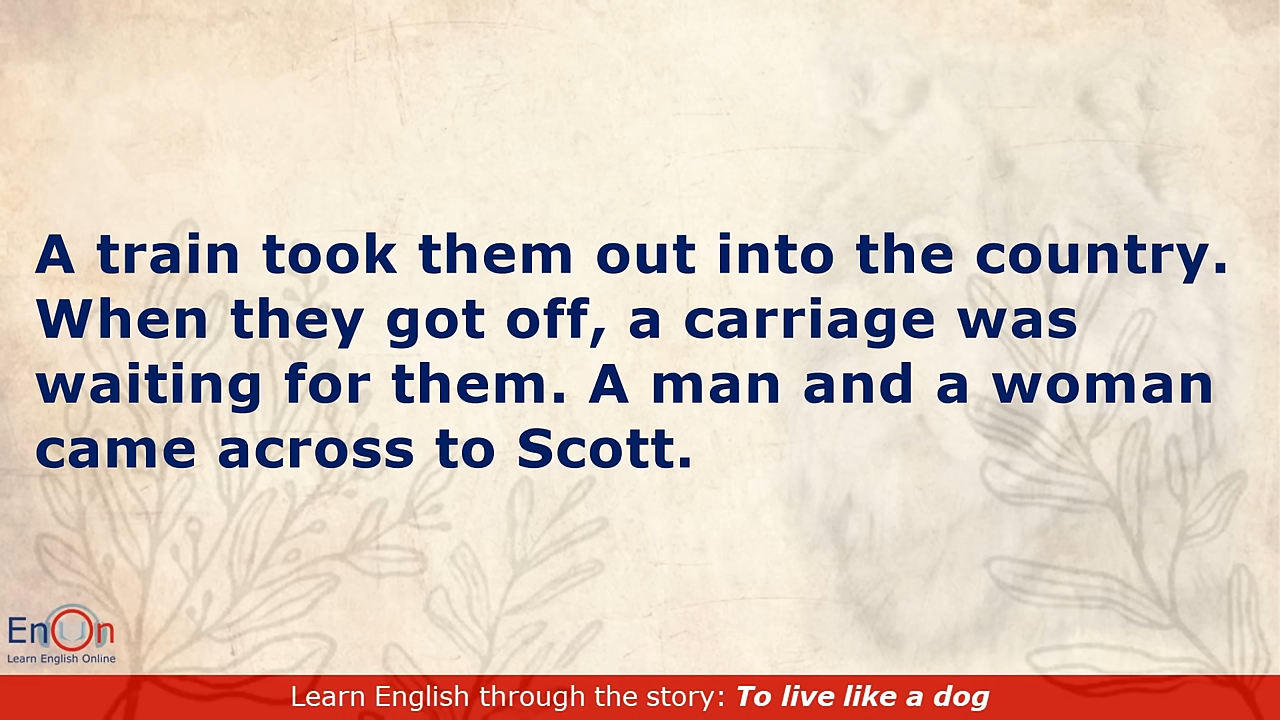 A train took them out into the country.
When they got off, a carriage was
waiting for them. A man and a woman
came across to Scott.
EnOn
Learn English Online
Learn English through the story: To live like a dog